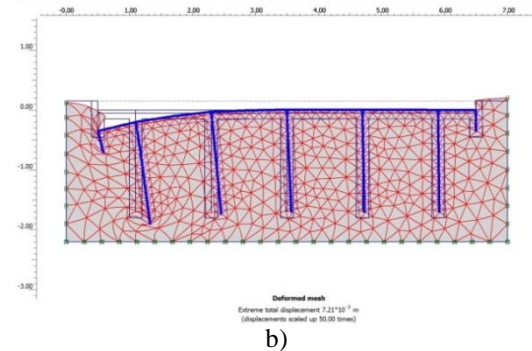 -0,00 1,00 2,00 3,00 4,00 5,00 6,00 7,00
1.00
0.00
-1.00
-2.00
-3.00
Deformed mesh
Extreme total displacement 7.21*10⁻³ m
(displacements scaled up 50.00 times)
b)